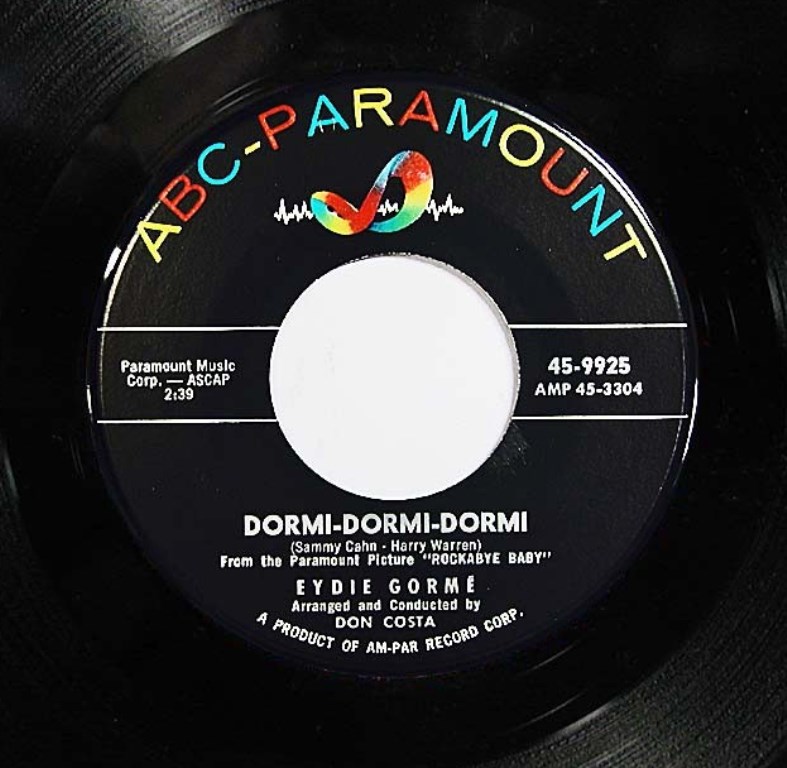 ABC-PARAMOUNT
Paramount Music
Corp. — ASCAP
2:39
45-9925
AMP 45-3304
DORMI-DORMI-DORMI
(Sammy Cahn - Harry Warren)
From the Paramount Picture "ROCKABYE BABY"
EYDIE GORMÉ
Arranged and Conducted by
DON COSTA
A PRODUCT OF AM-PAR RECORD CORP.